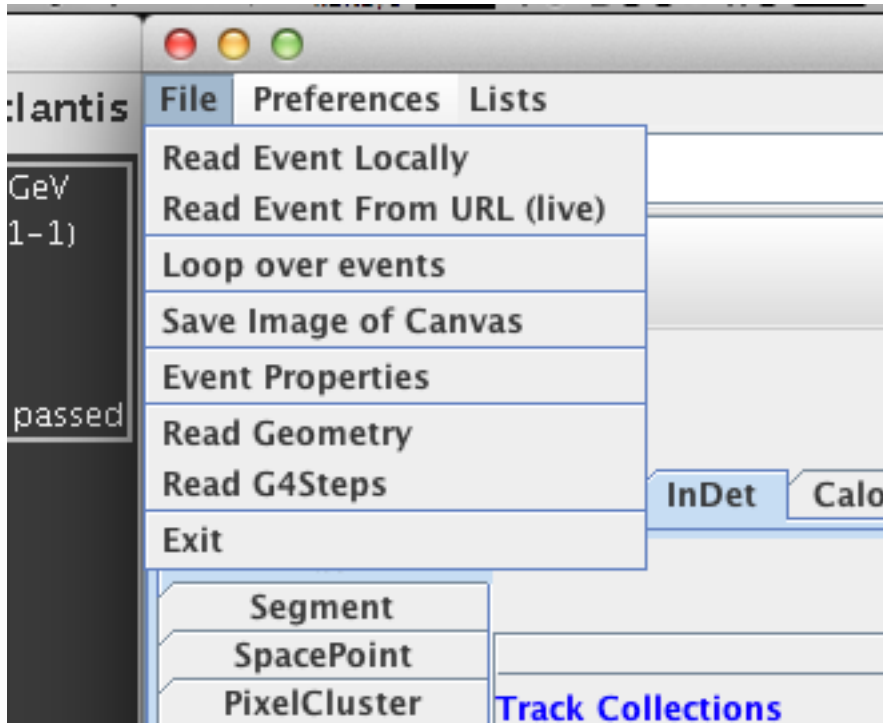 tlantis
GeV
1-1)
passed
File Preferences Lists
Read Event Locally
Read Event From URL (live)
Loop over events
Save Image of Canvas
Event Properties
Read Geometry
Read G4Steps
Exit
InDet Calo
Segment
SpacePoint
PixelCluster
Track Collections